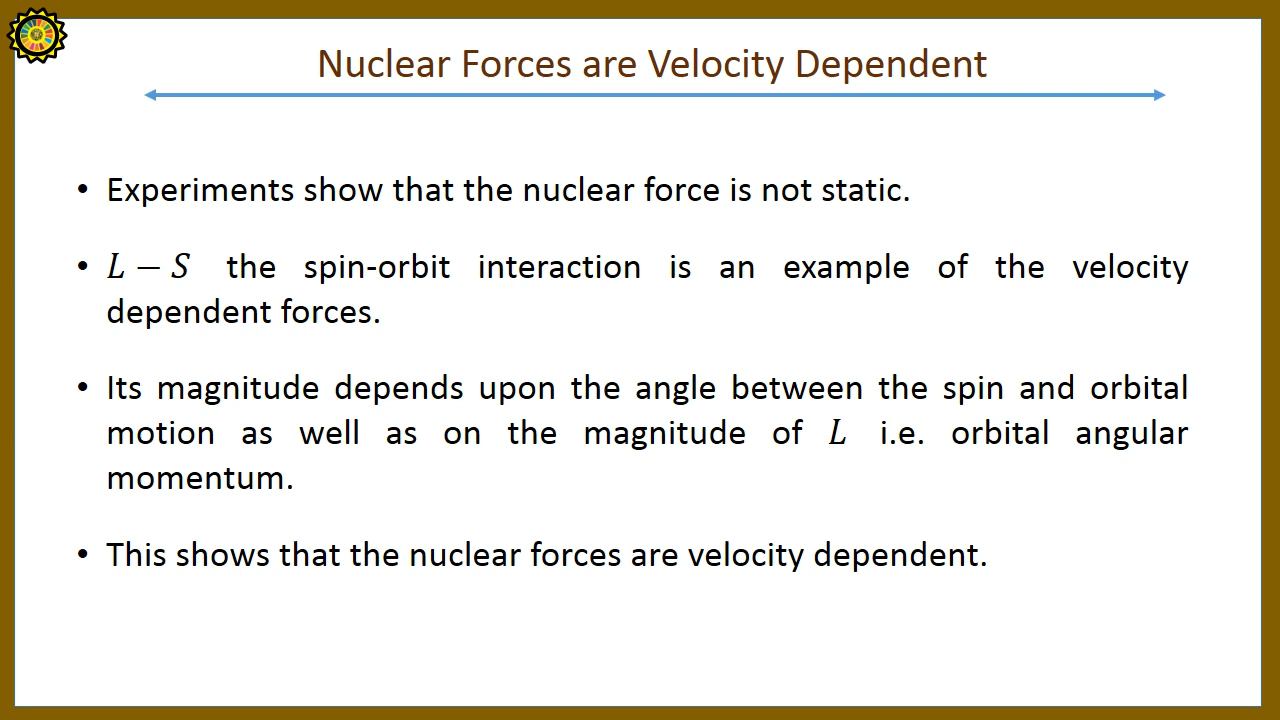 Nuclear Forces are Velocity Dependent
• Experiments show that the nuclear force is not static.
• L − S the spin-orbit interaction is an example of the velocity
dependent forces.
• Its magnitude depends upon the angle between the spin and orbital
motion as well as on the magnitude of L i.e. orbital angular
momentum.
• This shows that the nuclear forces are velocity dependent.